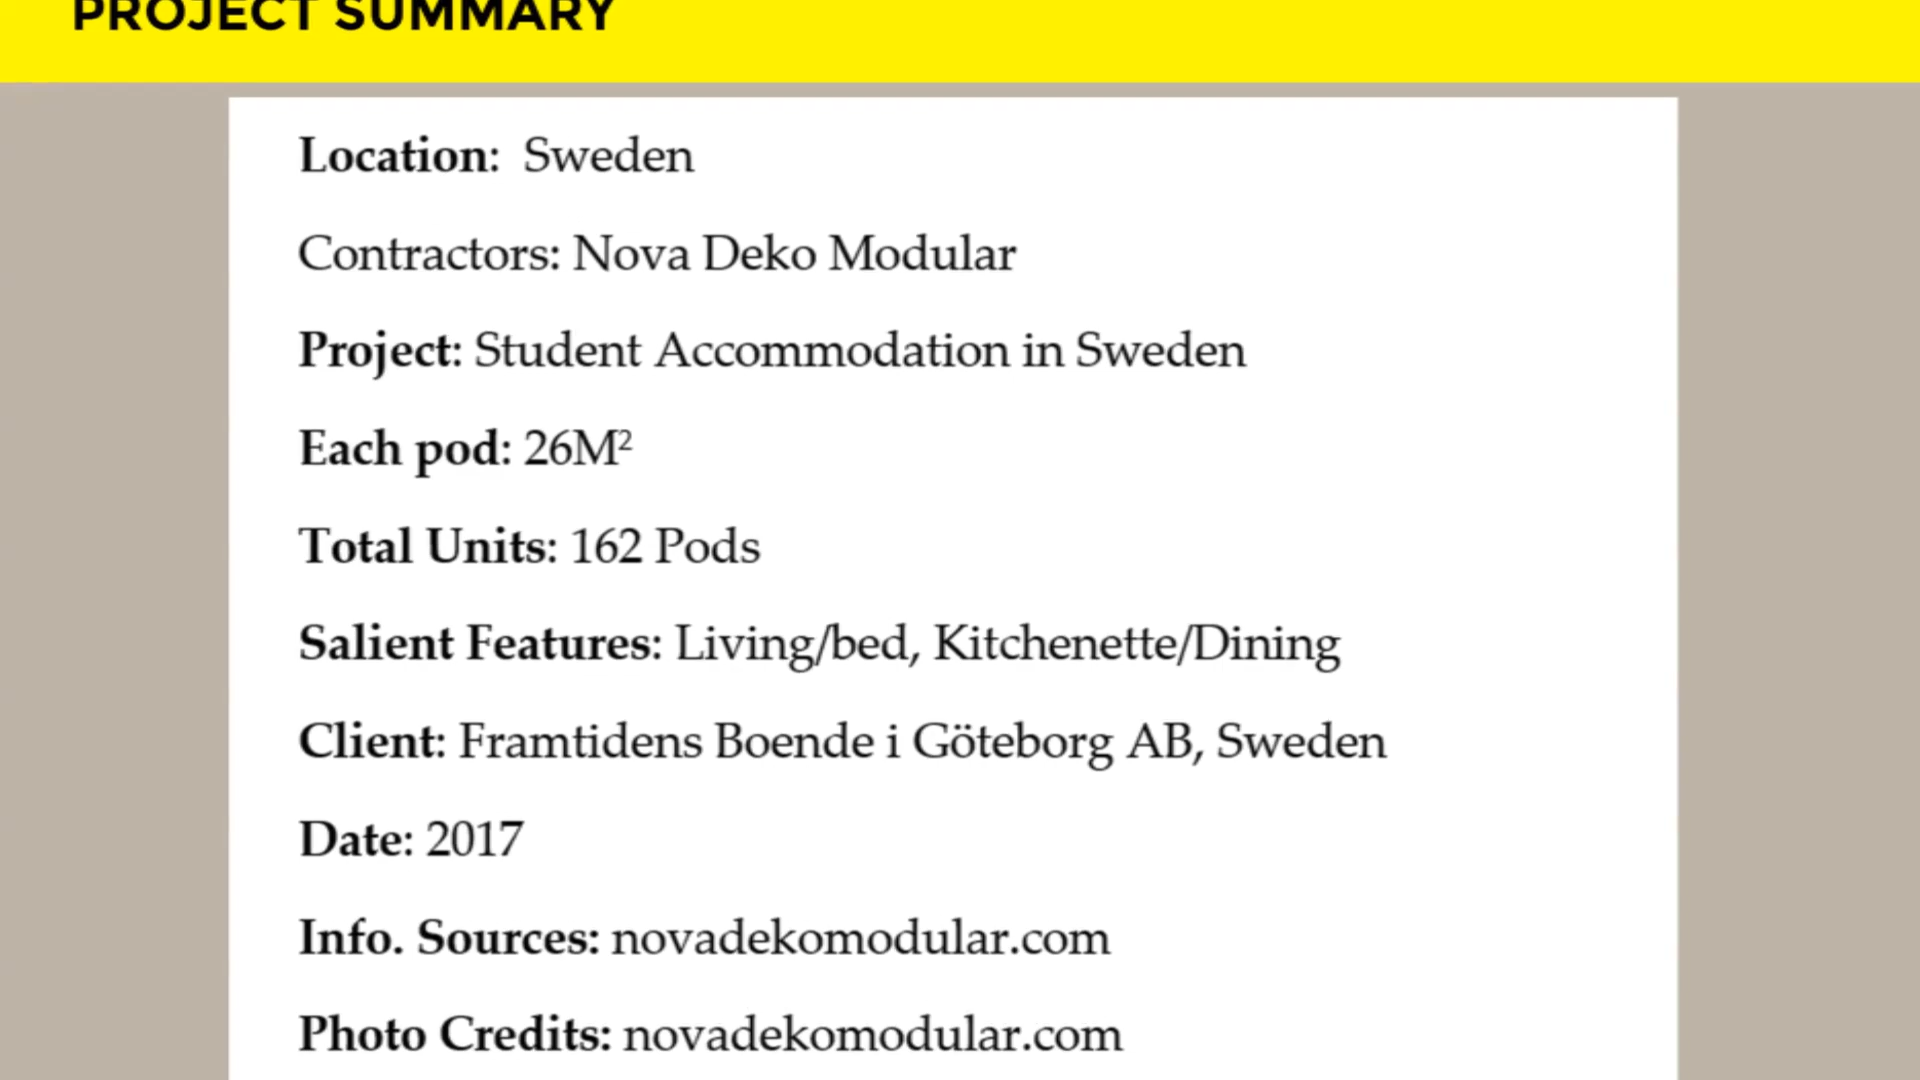 PROJECT SUMMARY
Location: Sweden
Contractors: Nova Deko Modular
Project: Student Accommodation in Sweden
Each pod: 26M²
Total Units: 162 Pods
Salient Features: Living/bed, Kitchenette/Dining
Client: Framtidens Boende i Göteborg AB, Sweden
Date: 2017
Info. Sources: novadekomodular.com
Photo Credits: novadekomodular.com